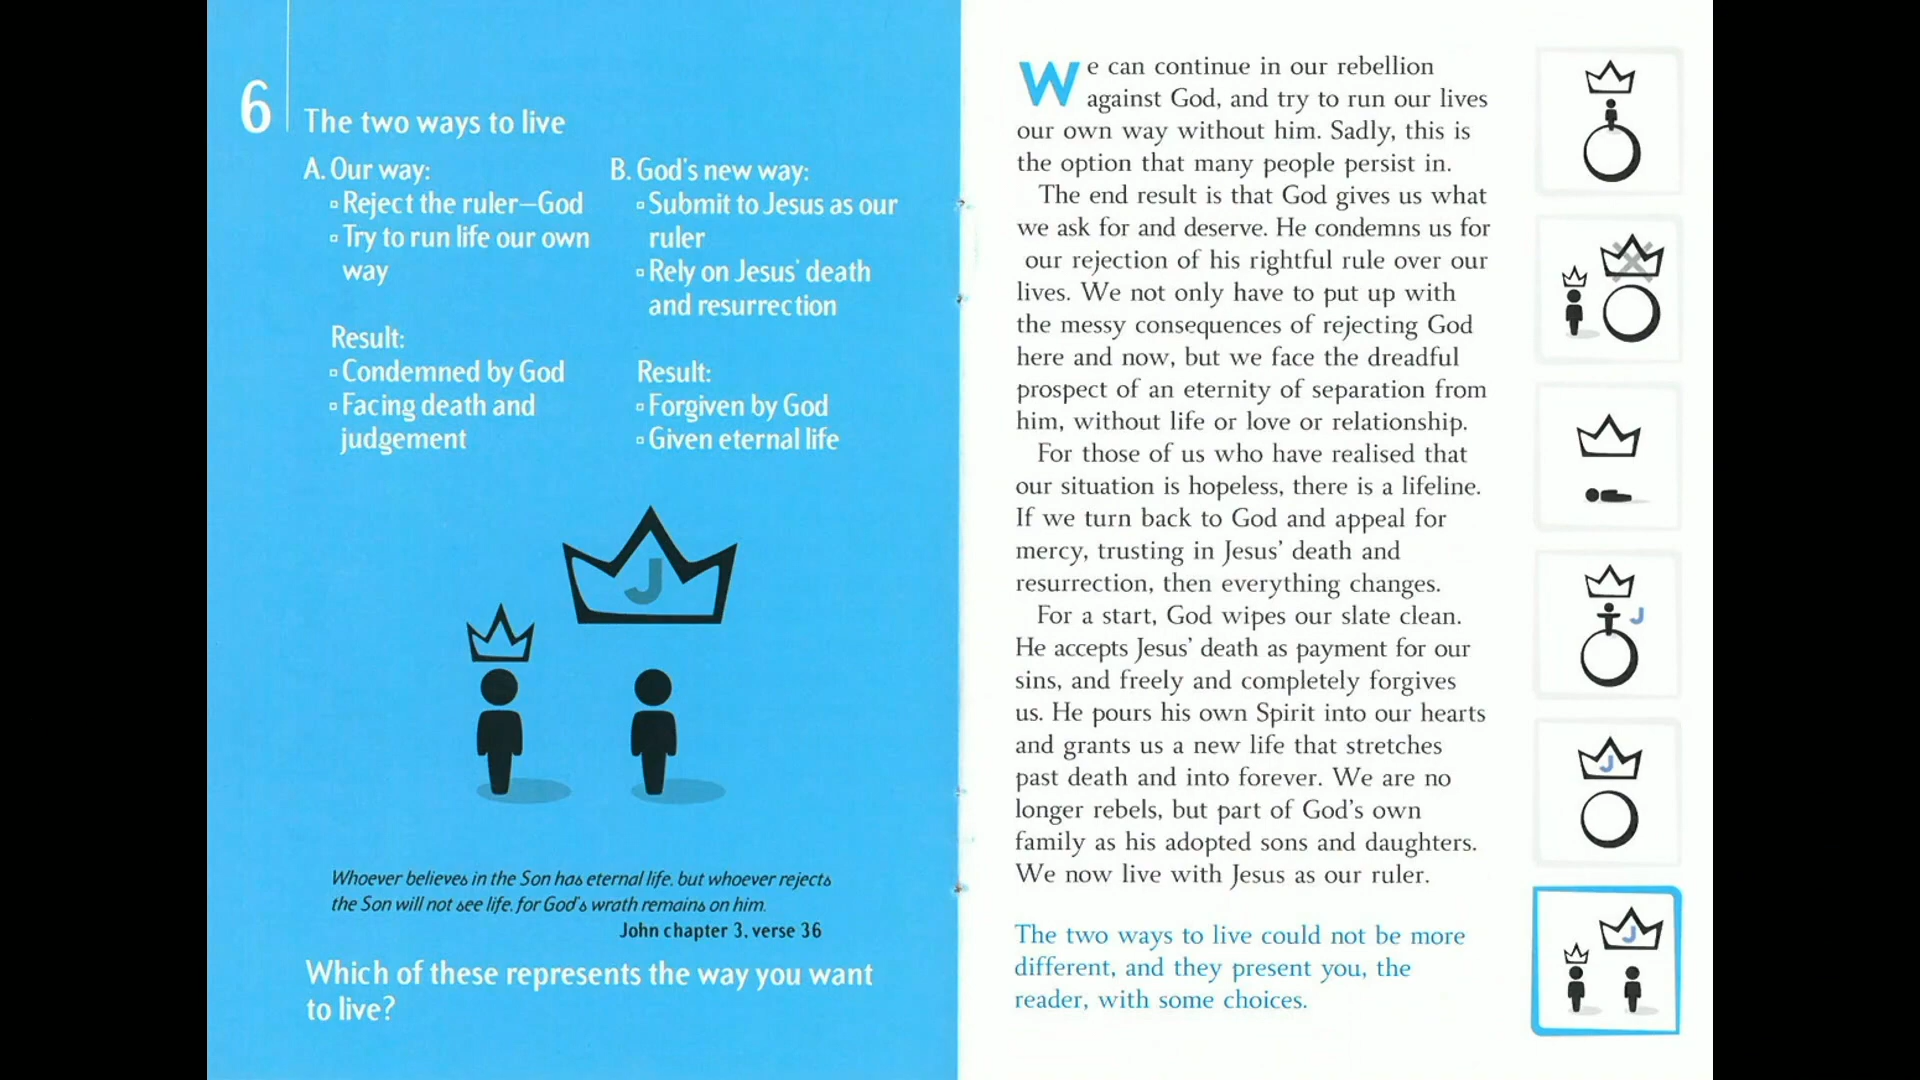 6
The two ways to live
A. Our way:
▫ Reject the ruler—God
▫ Try to run life our own
way
Result:
▫ Condemned by God
▫ Facing death and
judgement
B. God's new way:
▫ Submit to Jesus as our
ruler
▫ Rely on Jesus' death
and resurrection
Result:
▫ Forgiven by God
▫ Given eternal life
J
Whoever believes in the Son has eternal life, but whoever rejects
the Son will not see life, for God's wrath remains on him.
John chapter 3, verse 36
Which of these represents the way you want
to live?
We can continue in our rebellion
against God, and try to run our lives
our own way without him. Sadly, this is
the option that many people persist in.
The end result is that God gives us what
we ask for and deserve. He condemns us for
our rejection of his rightful rule over our
lives. We not only have to put up with
the messy consequences of rejecting God
here and now, but we face the dreadful
prospect of an eternity of separation from
him, without life or love or relationship.
For those of us who have realised that
our situation is hopeless, there is a lifeline.
If we turn back to God and appeal for
mercy, trusting in Jesus' death and
resurrection, then everything changes.
For a start, God wipes our slate clean.
He accepts Jesus' death as payment for our
sins, and freely and completely forgives
us. He pours his own Spirit into our hearts
and grants us a new life that stretches
past death and into forever. We are no
longer rebels, but part of God's own
family as his adopted sons and daughters.
We now live with Jesus as our ruler.
The two ways to live could not be more
different, and they present you, the
reader, with some choices.
J
J
J